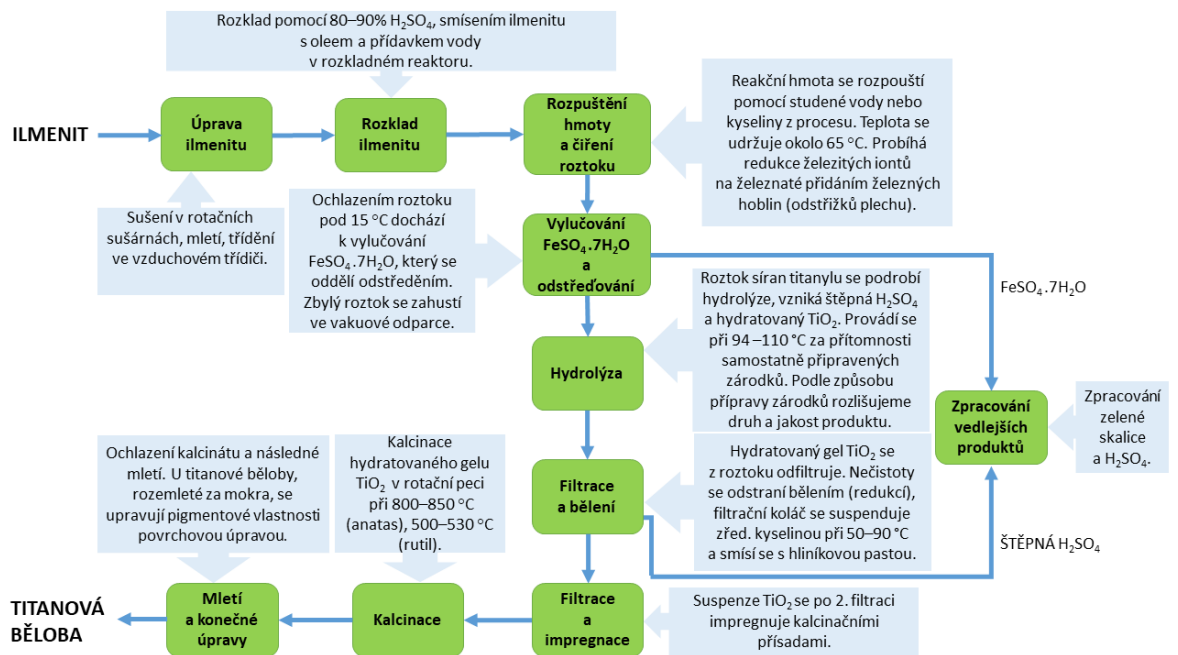 Rozklad pomocí 80–90% H₂SO₄, smísením ilmenitu
s oleem a přídavkem vody
v rozkladném reaktoru.
ILMENIT
Úprava
ilmenitu
Rozklad
ilmenitu
Rozpuštění
hmoty
a čiření
roztoku
Reakční hmota se rozpouští
pomocí studené vody nebo
kyseliny z procesu. Teplota se
udržuje okolo 65 °C. Probíhá
redukce železitých iontů
na železnaté přidáním železných
hoblin (odstřižků plechu).
Sušení v rotačních
sušárnách, mletí, třídění
ve vzduchovém třídiči.
Ochlazením roztoku
pod 15 °C dochází
k vylučování
FeSO₄.7H₂O, který se
oddělí odstředěním.
Zbylý roztok se zahustí
ve vakuové odparce.
Vylučování
FeSO₄.7H₂O
a
odstřeďování
FeSO₄.7H₂O
Roztok síran titanylu se podrobí
hydrolýze, vzniká štěpná H₂SO₄
a hydratovaný TiO₂. Provádí se
při 94 –110 °C za přítomnosti
samostatně připravených
zárodků. Podle způsobu
přípravy zárodků rozlišujeme
druh a jakost produktu.
Hydrolýza
Zpracování
vedlejších
produktů
Zpracování
zelené
skalice
a H₂SO₄.
Ochlazení kalcinátu a následné
mletí. U titanové běloby,
rozemleté za mokra, se
upravují pigmentové vlastnosti
povrchovou úpravou.
Kalcinace
hydratovaného gelu
TiO₂ v rotační peci
při 800–850 °C
(anatas), 500–530 °C
(rutil).
Filtrace
a bělení
Hydratovaný gel TiO₂ se
z roztoku odfiltruje. Nečistoty
se odstraní bělením (redukcí),
filtrační koláč se suspenduje
zřed. kyselinou při 50–90 °C
a smísí se s hliníkovou pastou.
ŠTĚPNÁ H₂SO₄
TITANOVÁ
BĚLOBA
Mletí
a konečné
úpravy
Kalcinace
Filtrace
a
impregnace
Suspenze TiO₂ se po 2. filtraci
impregnuje kalcinačními
přísadami.